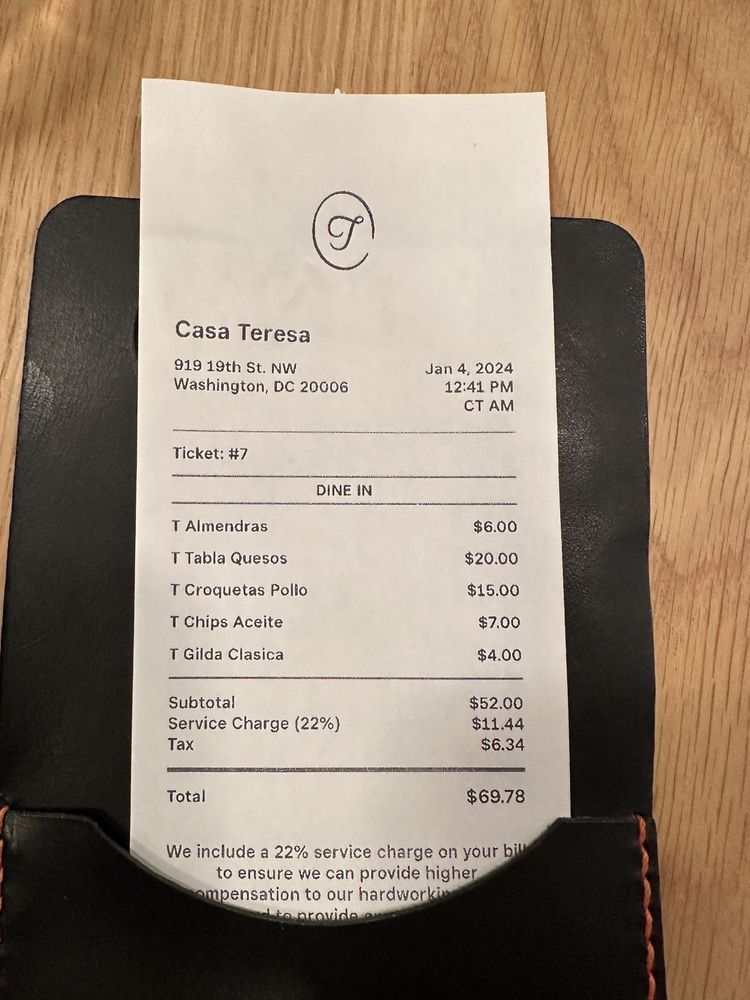 T
Casa Teresa
919 19th St. NW
Washington, DC 20006
Jan 4, 2024
12:41 PM
CT AM
Ticket: #7
DINE IN
T Almendras $6.00
T Tabla Quesos $20.00
T Croquetas Pollo $15.00
T Chips Aceite $7.00
T Gilda Clasica $4.00
Subtotal $52.00
Service Charge (22%) $11.44
Tax $6.34
Total $69.78
We include a 22% service charge on your bill
to ensure we can provide higher
compensation to our hardworking
to provide